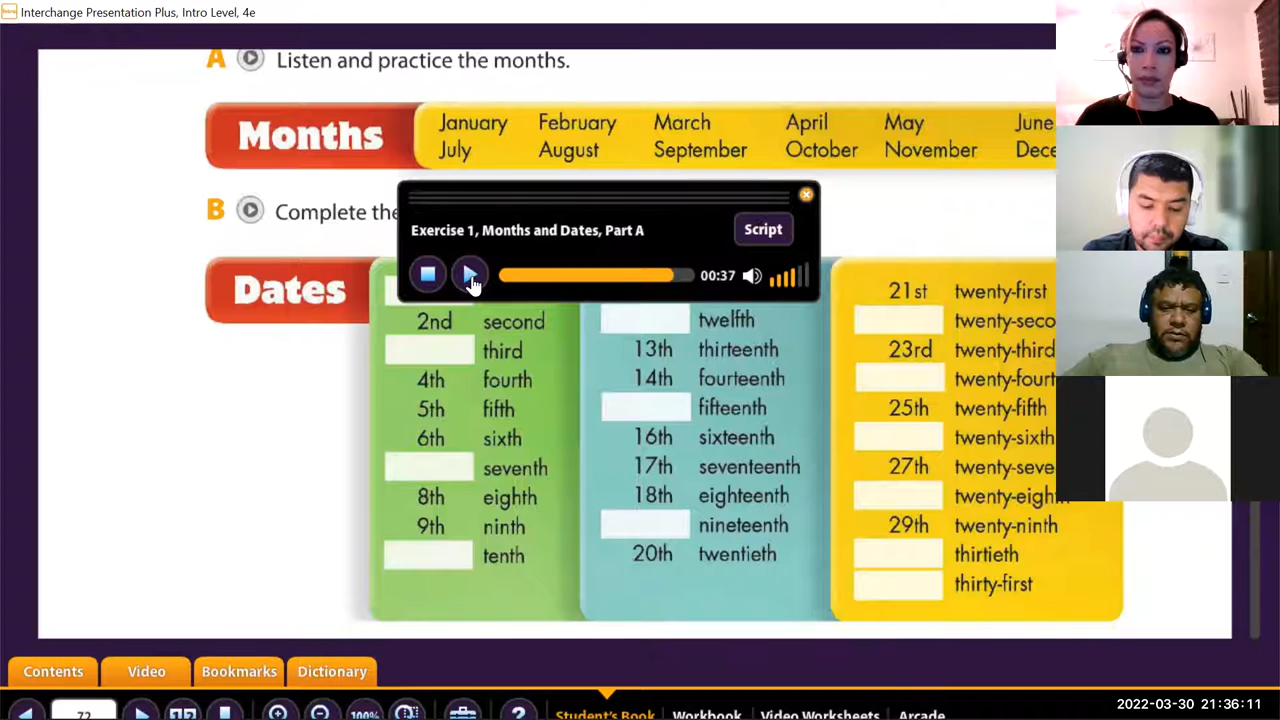 Interchange Presentation Plus, Intro Level, 4e
A Listen and practice the months.
Months
January February March April May June
July August September October November Dece
B Complete the
Exercise 1, Months and Dates, Part A
Script
00:37
Dates
2nd second
third
4th fourth
5th fifth
6th sixth
seventh
8th eighth
9th ninth
tenth
twelfth
13th thirteenth
14th fourteenth
fifteenth
16th sixteenth
17th seventeenth
18th eighteenth
nineteenth
20th twentieth
21st twenty-first
twenty-seco
23rd twenty-third
twenty-fourt
25th twenty-fifth
twenty-sixth
27th twenty-seve
twenty-eigh
29th twenty-ninth
thirtieth
thirty-first
Contents Video Bookmarks Dictionary
72 100% ? Student's Book Workbook Video Worksheets Arcade
2022-03-30 21:36:11